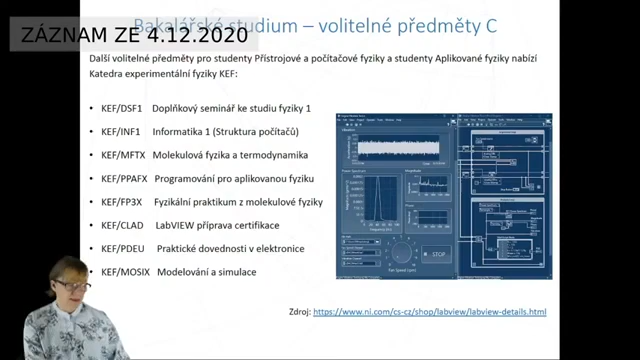 Bakalářské studium – volitelné předměty C
ZÁZNAM ZE 4.12.2020
Další volitelné předměty pro studenty Přístrojové a počítačové fyziky a studenty Aplikované fyziky nabízí
Katedra experimentální fyziky KEF:
• KEF/DSF1 Doplňkový seminář ke studiu fyziky 1
• KEF/INF1 Informatika 1 (Struktura počítačů)
• KEF/MFTX Molekulová fyzika a termodynamika
• KEF/PPAFX Programování pro aplikovanou fyziku
• KEF/FP3X Fyzikální praktikum z molekulové fyziky
• KEF/CLAD LabVIEW příprava certifikace
• KEF/PDEU Praktické dovednosti v elektronice
• KEF/MOSIX Modelování a simulace
STOP
Zdroj: https://www.ni.com/cs-cz/shop/labview/labview-details.html